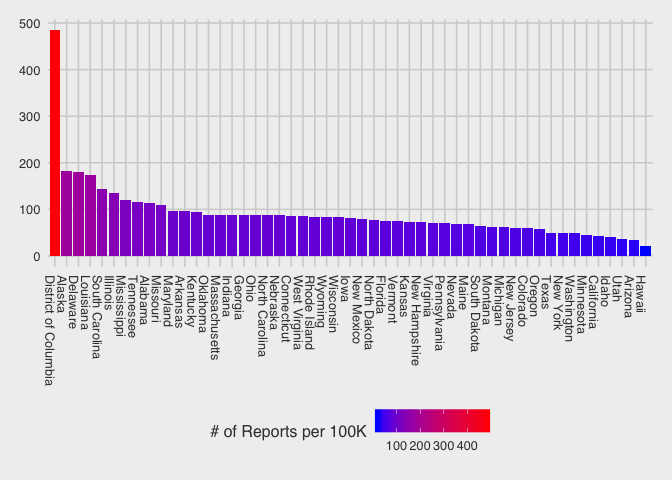 500
400
300
200
100
0
District of Columbia
Alaska
Delaware
Louisiana
South Carolina
Illinois
Mississippi
Tennessee
Alabama
Missouri
Maryland
Arkansas
Kentucky
Oklahoma
Massachusetts
Indiana
Georgia
Ohio
North Carolina
Nebraska
Connecticut
West Virginia
Rhode Island
Wyoming
Wisconsin
Iowa
New Mexico
North Dakota
Florida
Vermont
Kansas
New Hampshire
Virginia
Pennsylvania
Nevada
Maine
South Dakota
Montana
Michigan
New Jersey
Colorado
Oregon
Texas
New York
Washington
Minnesota
California
Idaho
Utah
Arizona
Hawaii
# of Reports per 100K
100 200 300 400